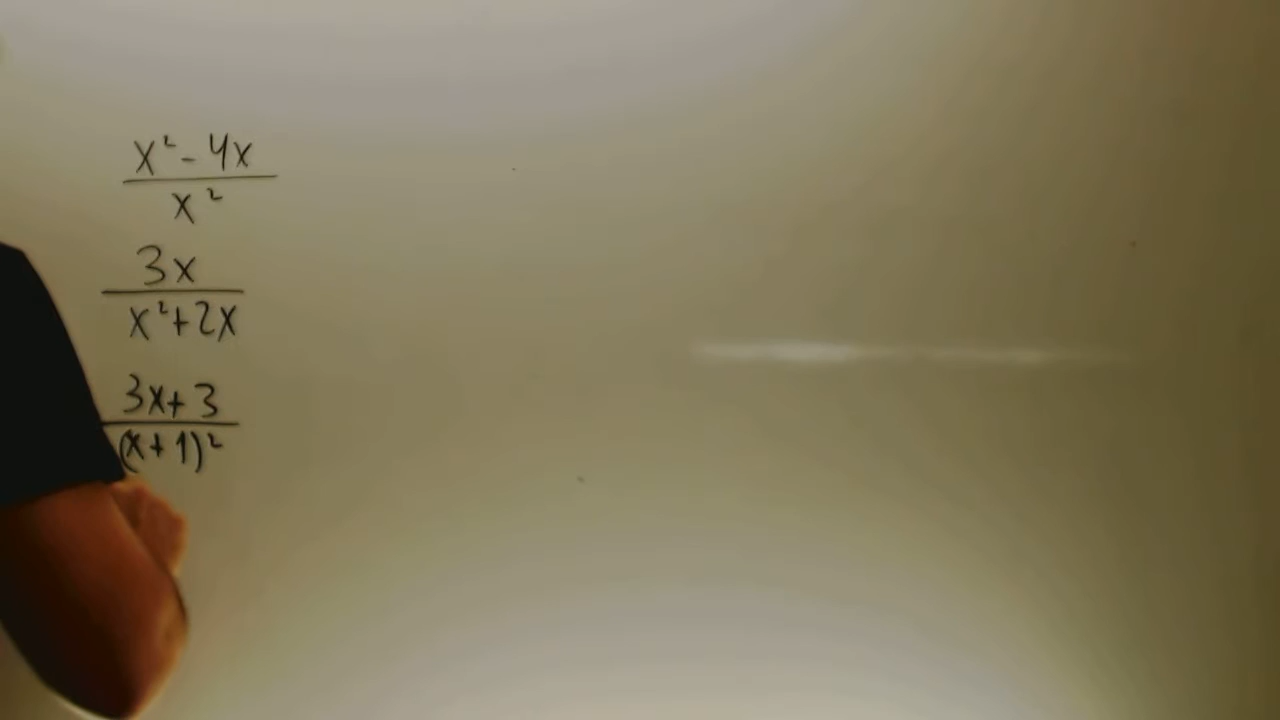 x² - 4x
x²
3x
x²+2x
3x+3
(x+1)²